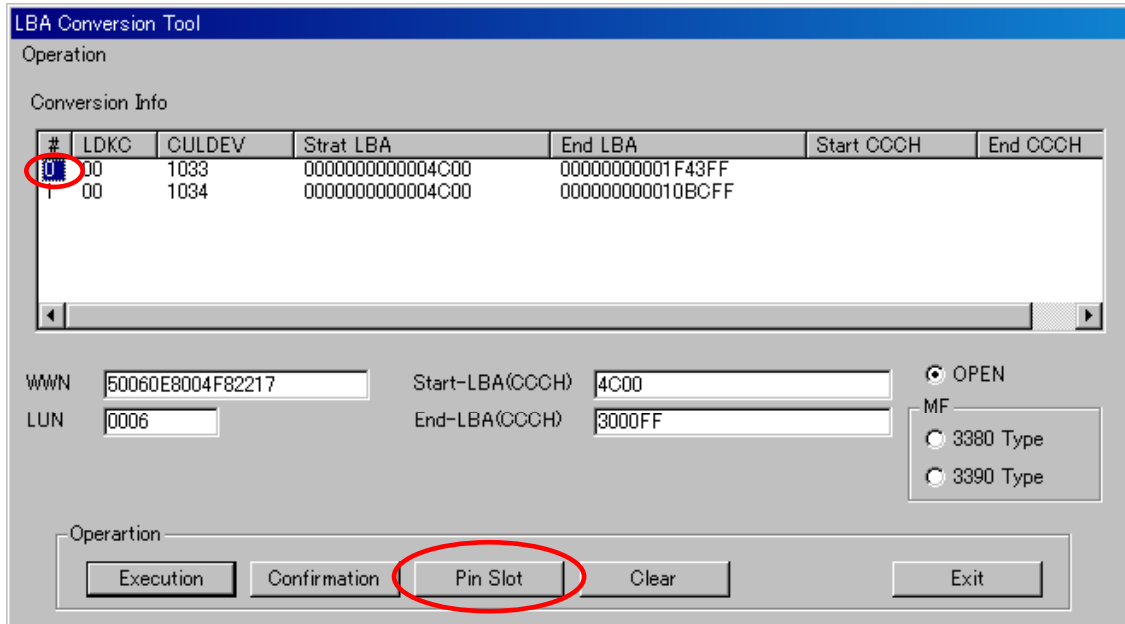 LBA Conversion Tool
Operation
Conversion Info
# LDKC CULDEV Strat LBA End LBA Start CCCH End CCCH
0 00 1033 0000000000004C00 00000000001F43FF
1 00 1034 0000000000004C00 000000000010BCFF
WWN 50060E8004F82217 Start-LBA(CCCH) 4C00 OPEN
LUN 0006 End-LBA(CCCH) 3000FF MF
3380 Type
3390 Type
Operartion
Execution Confirmation Pin Slot Clear Exit